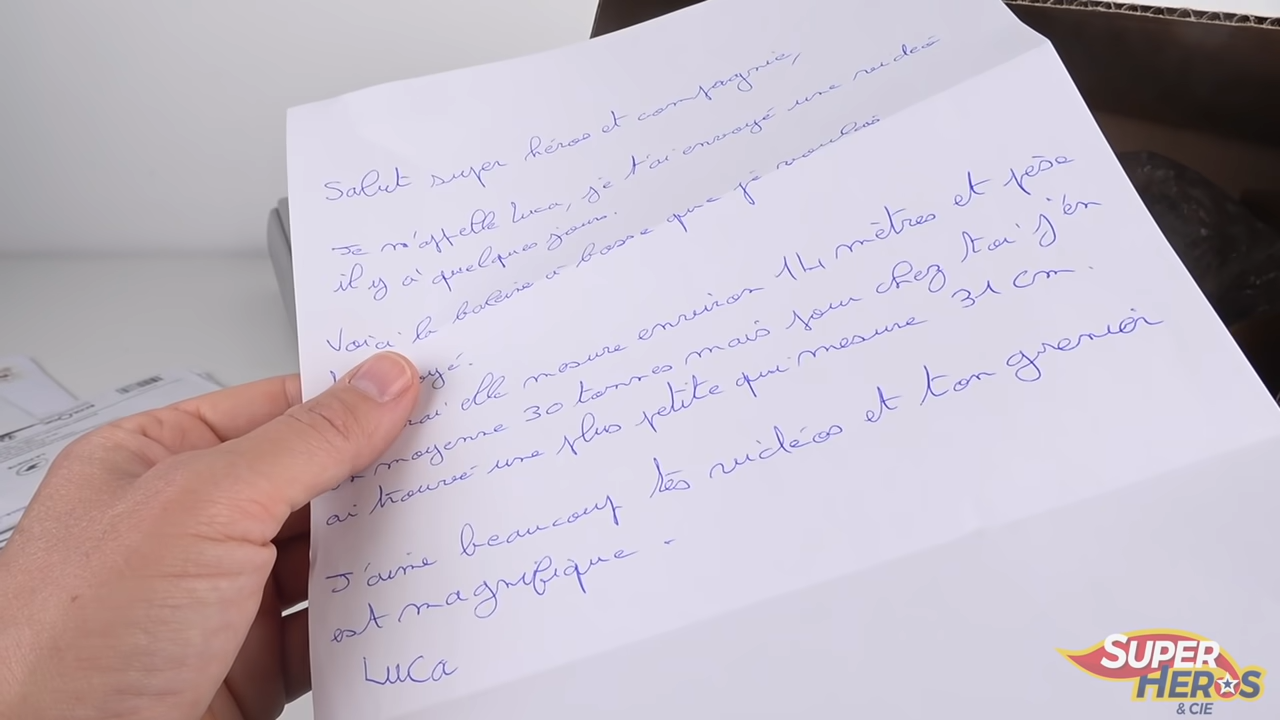 Salut super héros et compagnie,
Je m'appelle Luca, je t'ai envoyé une vidéo
il y a quelques jours.
Voici la baleine à bosse que je voulais
oyé.
rai elle mesure environ 14 mètres et pèse
en moyenne 30 tonnes mais pour chez toi j'en
ai trouvé une plus petite qui mesure 31 cm.
J'aime beaucoup tes vidéos et ton grenier
est magnifique.
LUCA
SUPER
HEROS
& CIE